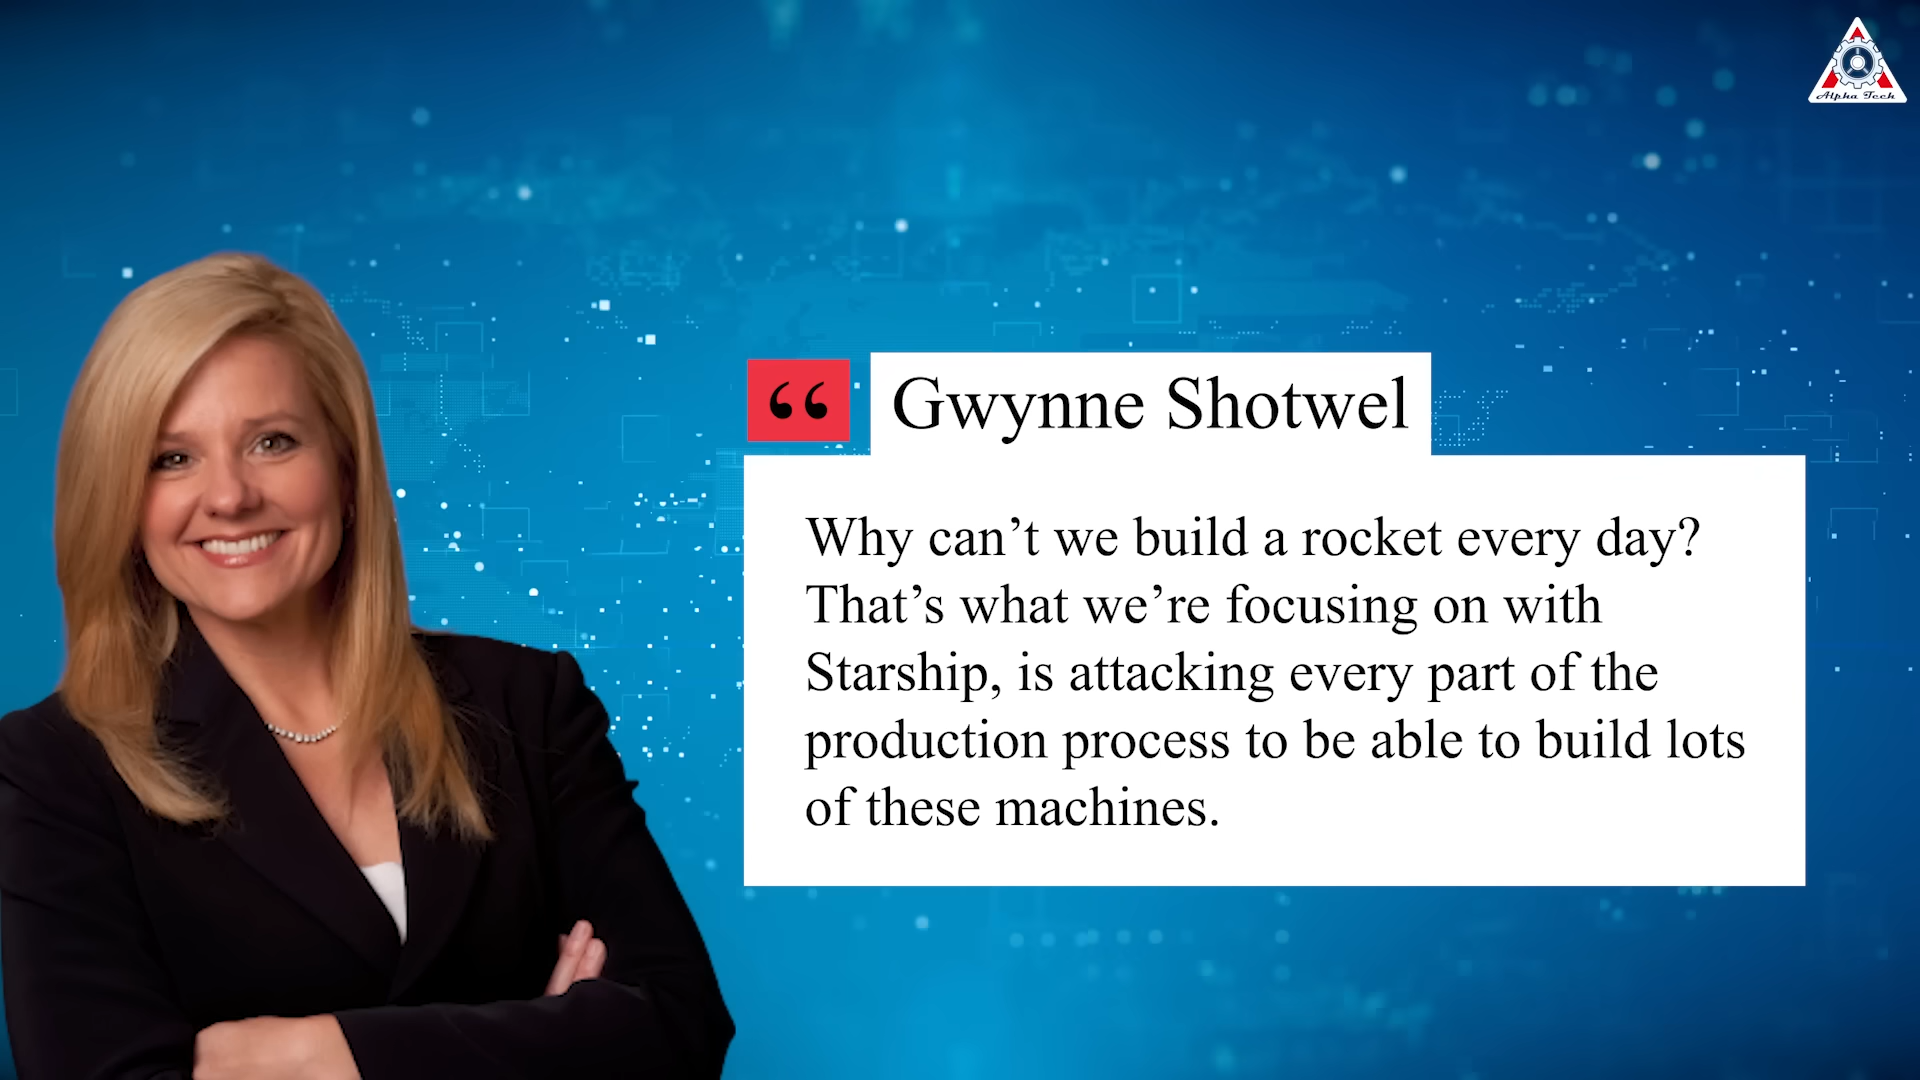 Alpha Tech
“
Gwynne Shotwel
Why can’t we build a rocket every day?
That’s what we’re focusing on with
Starship, is attacking every part of the
production process to be able to build lots
of these machines.